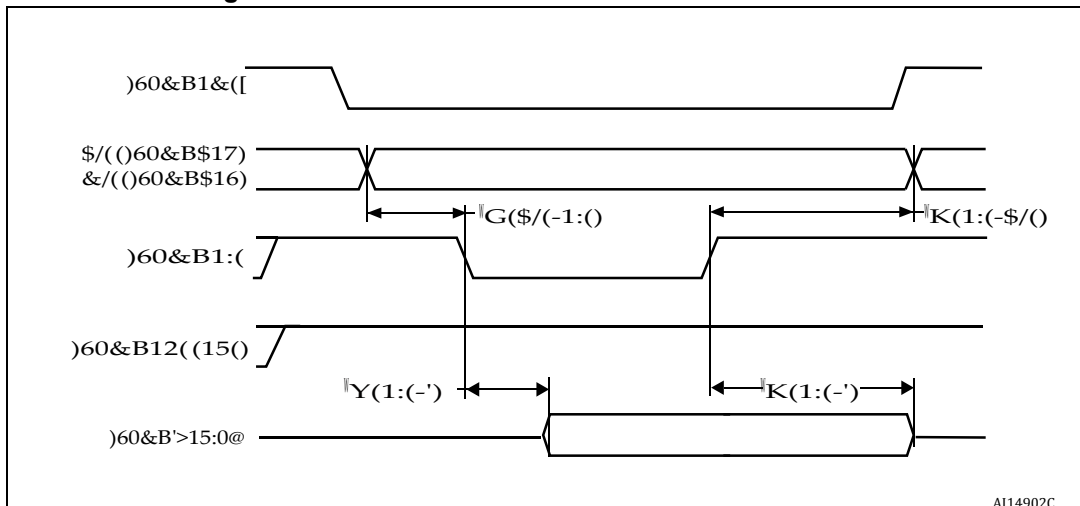 )60&B1&([
$/(()60&B$17)
&/(()60&B$16)
G($/(-1:()
K(1:(-$/()
)60&B1:(
)60&B12((15()
Y(1:(-')
K(1:(-')
)60&B'>15:0@
AI14902C